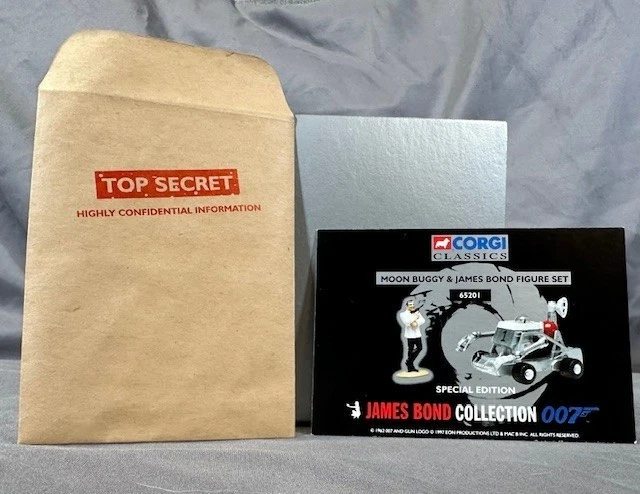 TOP SECRET
HIGHLY CONFIDENTIAL INFORMATION
CORGI
CLASSICS
MOON BUGGY & JAMES BOND FIGURE SET
65201
SPECIAL EDITION
JAMES BOND COLLECTION 007
© 1962 007 AND GUN LOGO © 1997 EON PRODUCTIONS LTD & MAC B INC. ALL RIGHTS RESERVED.